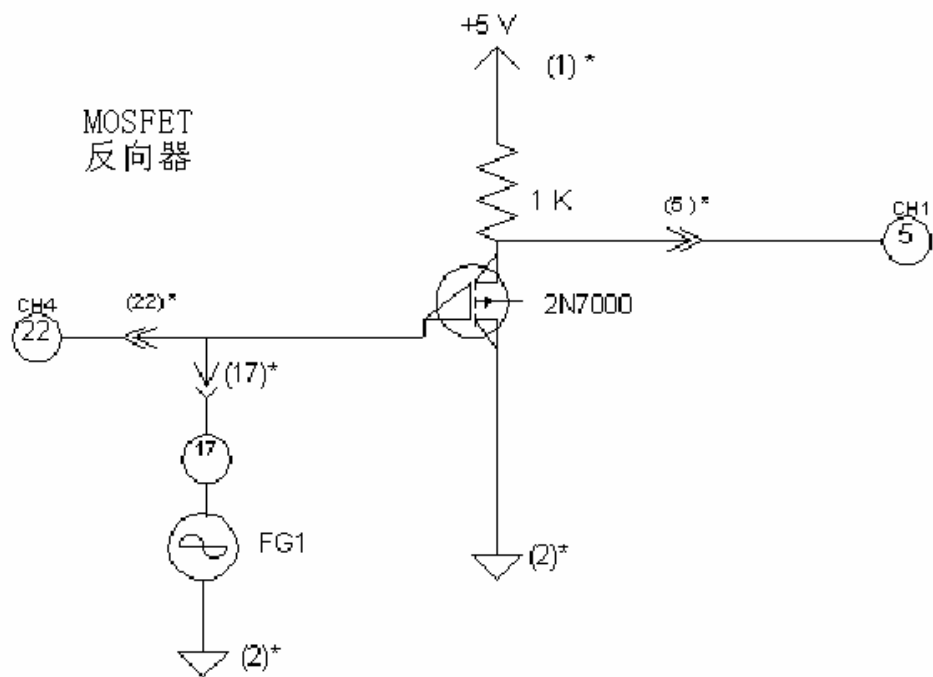 +5 V
(1)*
MOSFET
反向器
1 K
(5)*
CH1
5
2N7000
CH4
22
(22)*
(17)*
17
FG1
(2)*
(2)*